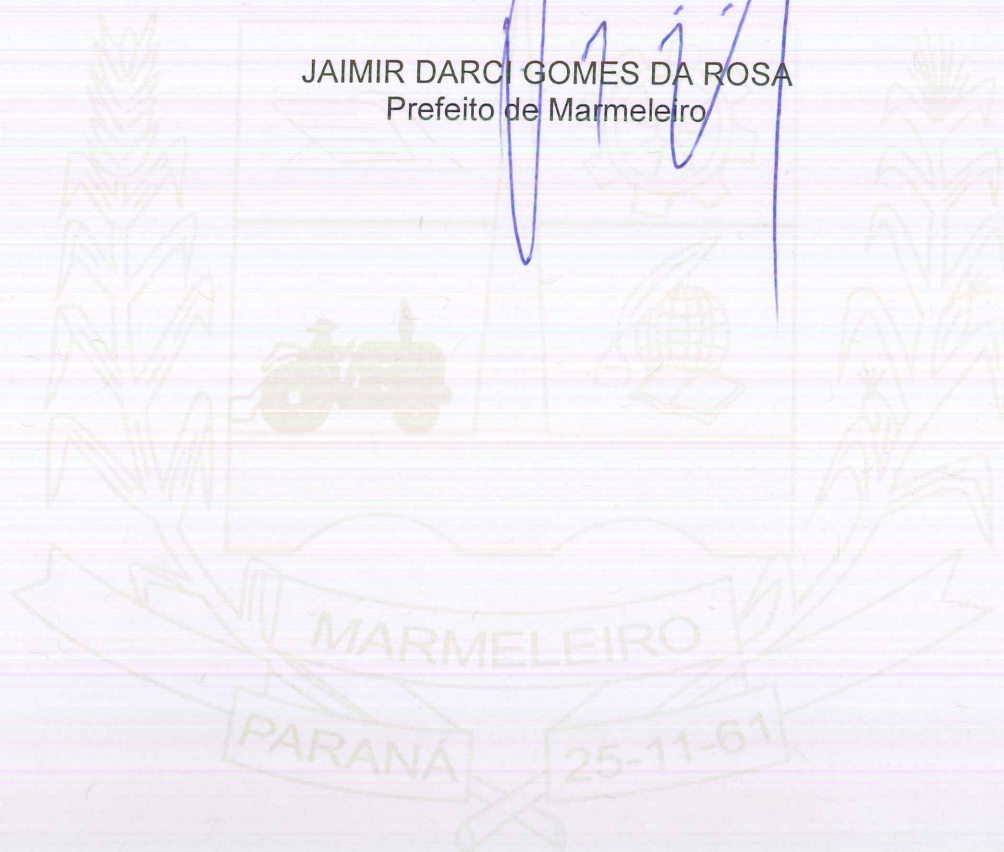 JAIMIR DARCI GOMES DA ROSA
Prefeito de Marmeleiro
MARMELEIRO
PARANÁ
25-11-61